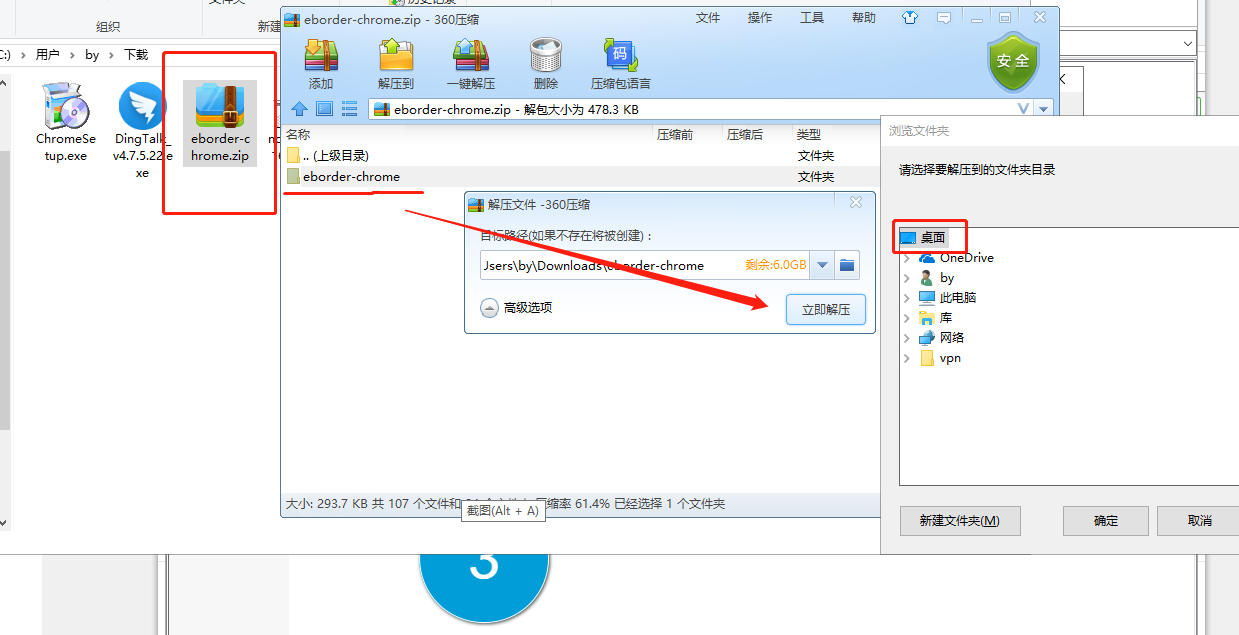 组织
新建
用户 › by › 下载
ChromeSe
tup.exe
DingTalk_
v4.7.5.22.e
xe
eborder-c
hrome.zip
eborder-chrome.zip - 360压缩
文件 操作 工具 帮助
添加 解压到 一键解压 删除 压缩包语言
码
安全
eborder-chrome.zip - 解包大小为 478.3 KB
名称 压缩前 压缩后 类型
.. (上级目录) 文件夹
eborder-chrome 文件夹
解压文件 -360压缩
目标路径(如果不存在将被创建)：
Jsers\by\Downloads\eborder-chrome 剩余:6.0GB
高级选项
立即解压
大小: 293.7 KB 共 107 个文件和
压缩率 61.4% 已经选择 1 个文件夹
截图(Alt + A)
浏览文件夹
请选择要解压到的文件夹目录
桌面
OneDrive
by
此电脑
库
网络
vpn
新建文件夹(M)
确定
取消
3